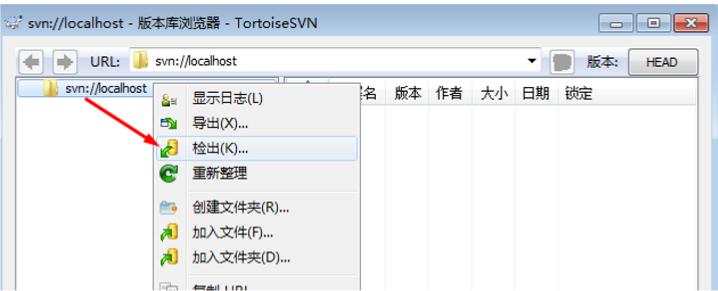 svn://localhost - 版本库浏览器 - TortoiseSVN
URL: svn://localhost 版本: HEAD
svn://localhost 名 版本 作者 大小 日期 锁定
显示日志(L)
导出(X)...
检出(K)...
重新整理
创建文件夹(R)...
加入文件(F)...
加入文件夹(D)...